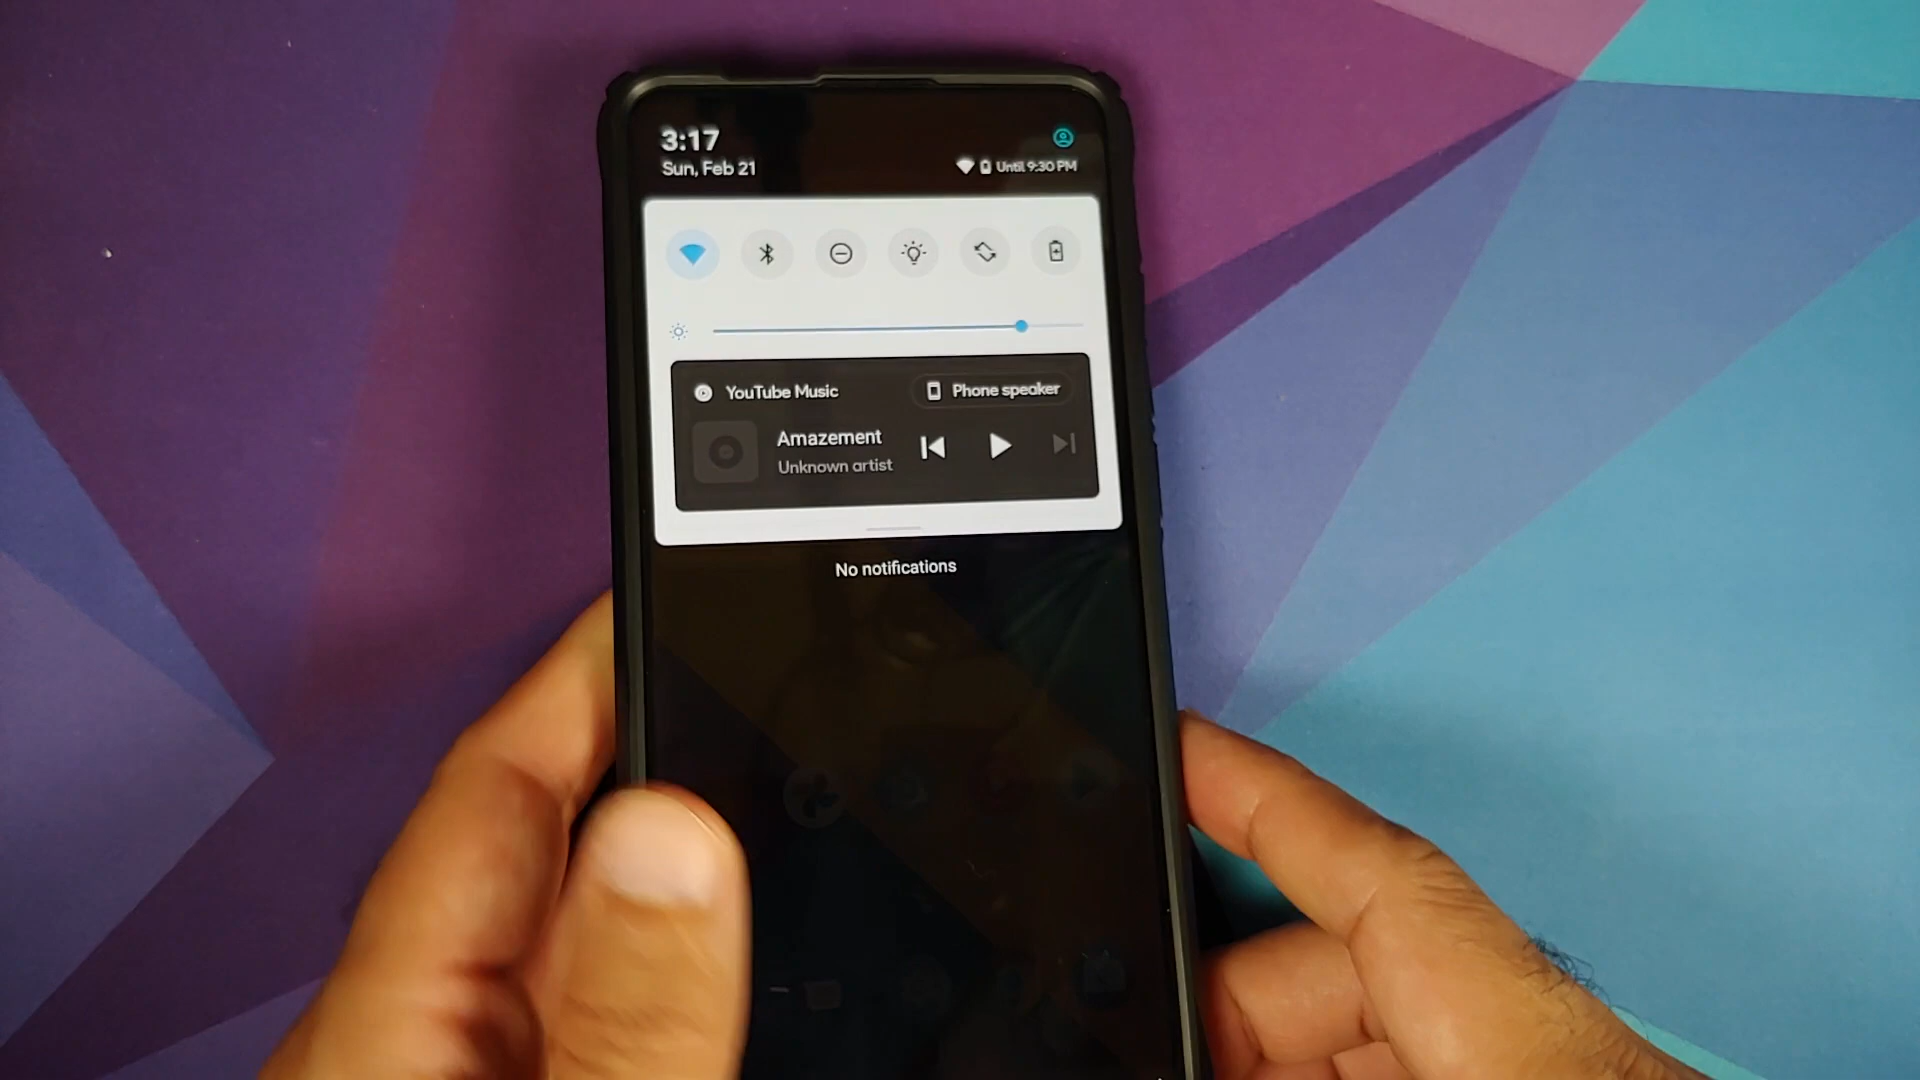 3:17
Sun, Feb 21
Until 9:30 PM
YouTube Music
Phone speaker
Amazement
Unknown artist
No notifications